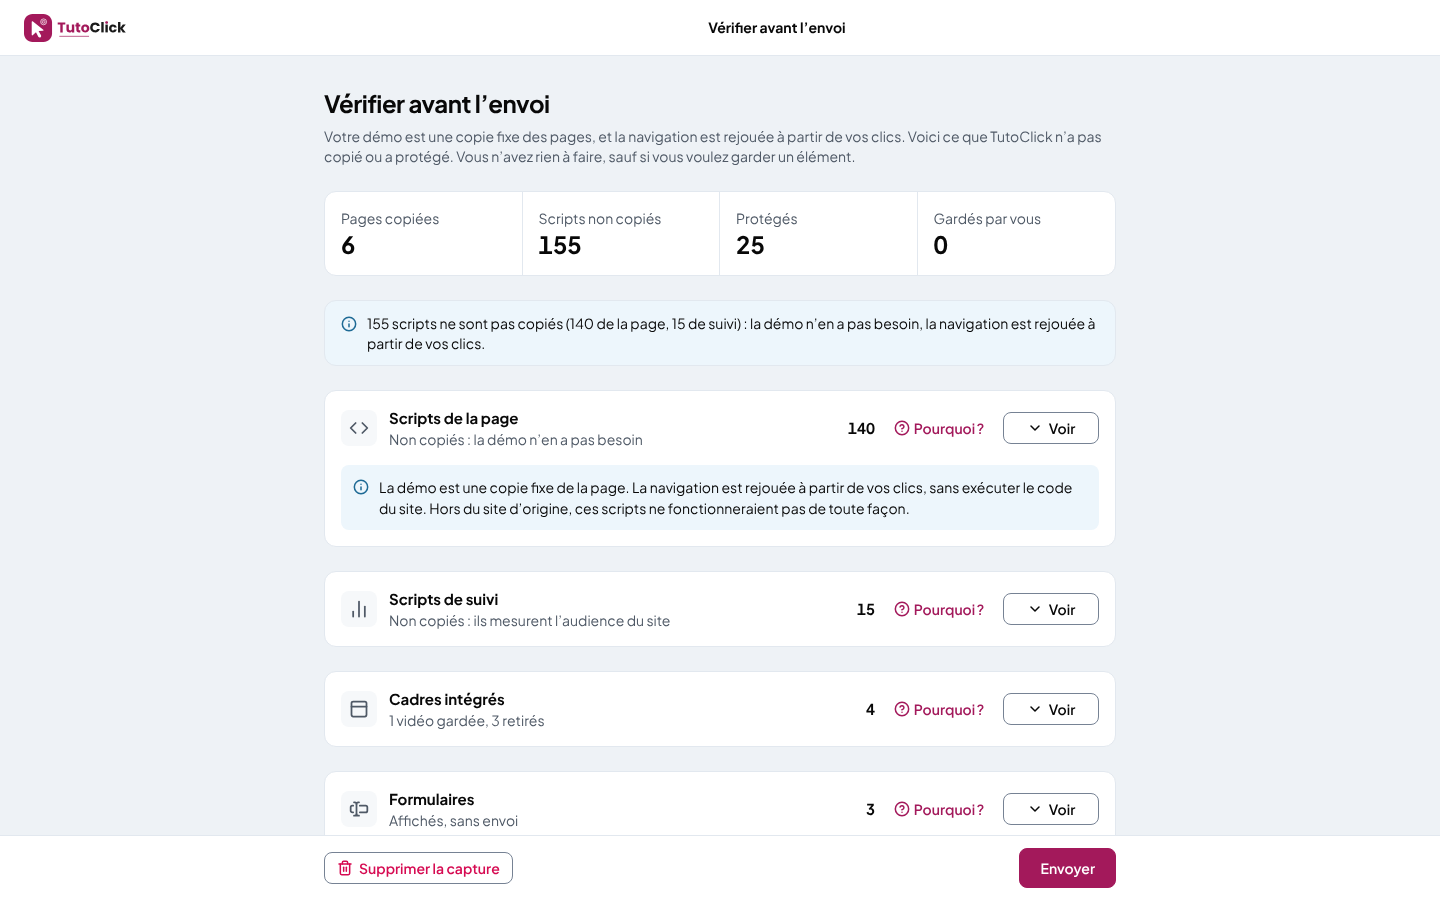 TutoClick
Vérifier avant l’envoi
Vérifier avant l’envoi
Votre démo est une copie fixe des pages, et la navigation est rejouée à partir de vos clics. Voici ce que TutoClick n’a pas
copié ou a protégé. Vous n’avez rien à faire, sauf si vous voulez garder un élément.
Pages copiées
6
Scripts non copiés
155
Protégés
25
Gardés par vous
0
155 scripts ne sont pas copiés (140 de la page, 15 de suivi) : la démo n’en a pas besoin, la navigation est rejouée à
partir de vos clics.
Scripts de la page
Non copiés : la démo n’en a pas besoin
140
Pourquoi ?
Voir
La démo est une copie fixe de la page. La navigation est rejouée à partir de vos clics, sans exécuter le code
du site. Hors du site d’origine, ces scripts ne fonctionneraient pas de toute façon.
Scripts de suivi
Non copiés : ils mesurent l’audience du site
15
Pourquoi ?
Voir
Cadres intégrés
1 vidéo gardée, 3 retirés
4
Pourquoi ?
Voir
Formulaires
Affichés, sans envoi
3
Pourquoi ?
Voir
Supprimer la capture
Envoyer